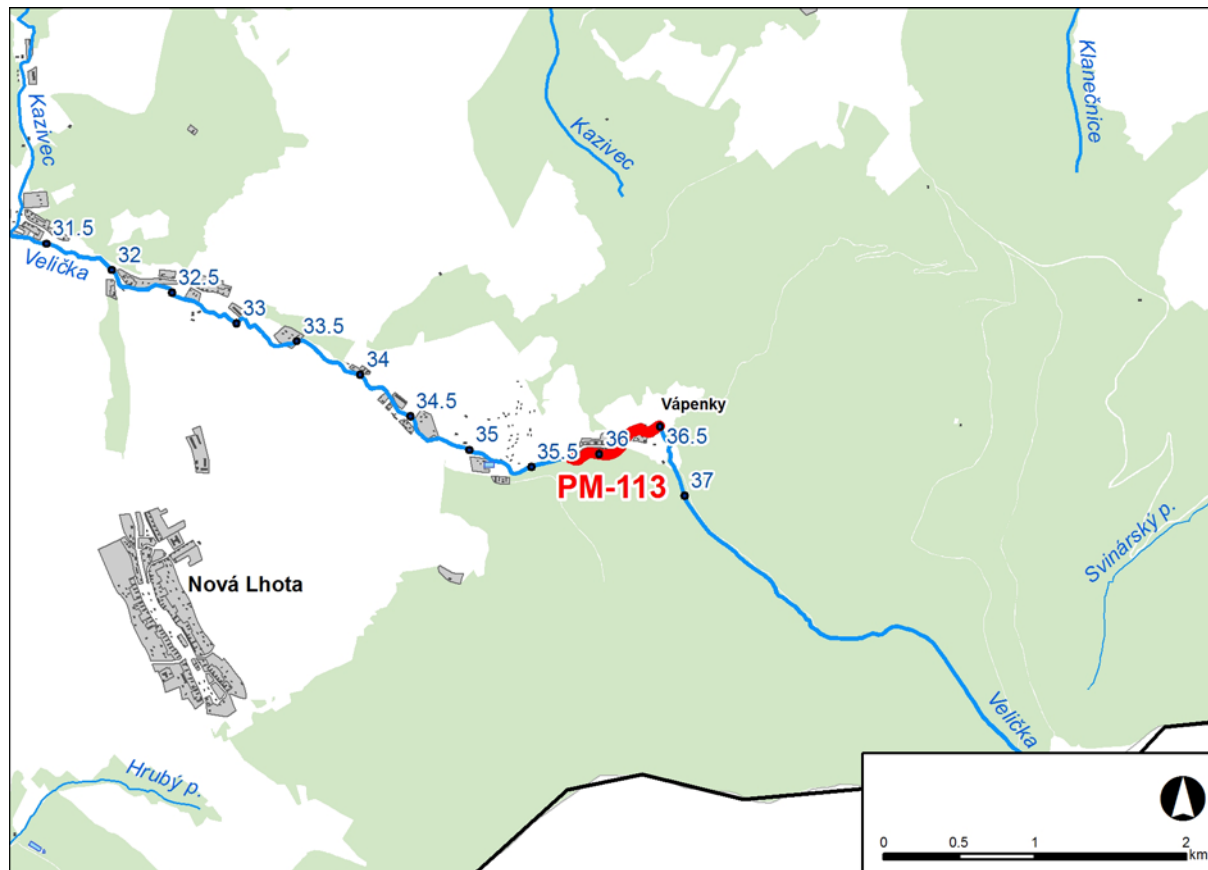 Kazivec
Kazivec
Klanečnice
31.5
Velička
32
32.5
33
33.5
34
34.5
35
35.5
36
Vápenky
36.5
PM-113
37
Svinárský p.
Nová Lhota
Velička
Hrubý p.
0 0.5 1 2
km